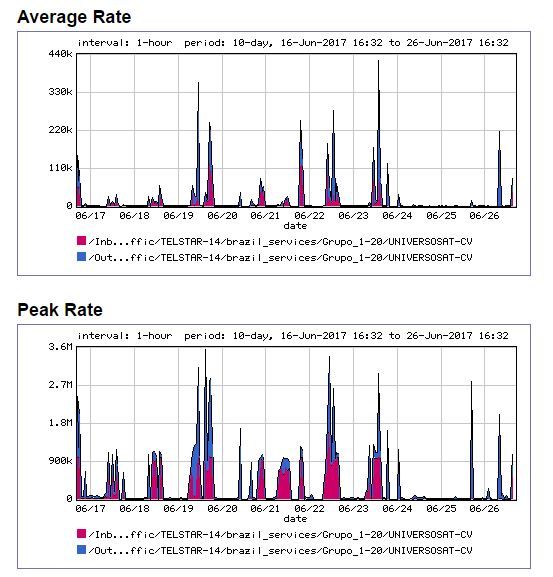 Average Rate
interval: 1-hour  period: 10-day, 16-Jun-2017 16:32 to 26-Jun-2017 16:32
440k
330k
220k
110k
0
06/17 06/18 06/19 06/20 06/21 06/22 06/23 06/24 06/25 06/26
date
/Inb...ffic/TELSTAR-14/brazil_services/Grupo_1-20/UNIVERSOSAT-CV
/Out...ffic/TELSTAR-14/brazil_services/Grupo_1-20/UNIVERSOSAT-CV
Peak Rate
interval: 1-hour  period: 10-day, 16-Jun-2017 16:32 to 26-Jun-2017 16:32
3.6M
2.7M
1.8M
900k
0
06/17 06/18 06/19 06/20 06/21 06/22 06/23 06/24 06/25 06/26
date
/Inb...ffic/TELSTAR-14/brazil_services/Grupo_1-20/UNIVERSOSAT-CV
/Out...ffic/TELSTAR-14/brazil_services/Grupo_1-20/UNIVERSOSAT-CV